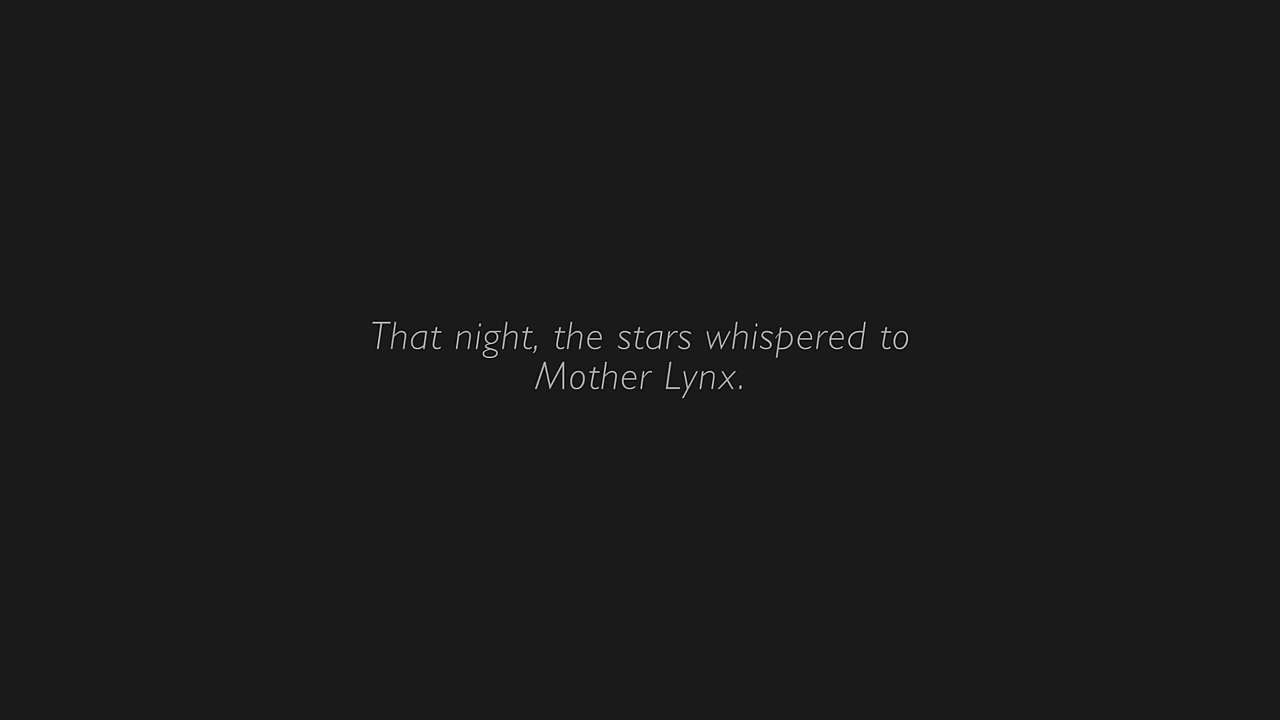 That night, the stars whispered to
Mother Lynx.